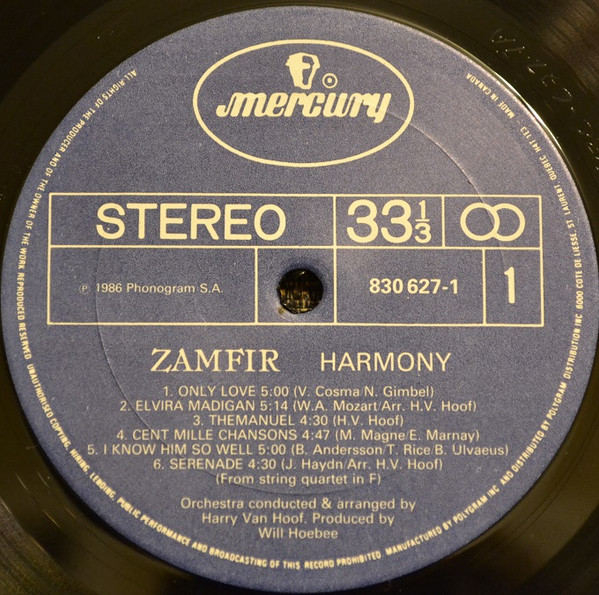 mercury
STEREO 33 1/3
℗ 1986 Phonogram S.A. 830 627-1 1
ZAMFIR HARMONY
1. ONLY LOVE 5:00 (V. Cosma/N. Gimbel)
2. ELVIRA MADIGAN 5:14 (W.A. Mozart/Arr. H.V. Hoof)
3. THEMANUEL 4:30 (H.V. Hoof)
4. CENT MILLE CHANSONS 4:47 (M. Magne/E. Marnay)
5. I KNOW HIM SO WELL 5:00 (B. Andersson/T. Rice/B. Ulvaeus)
6. SERENADE 4:30 (J. Haydn/Arr. H.V. Hoof)
(From string quartet in F)
Orchestra conducted & arranged by
Harry Van Hoof. Produced by
Will Hoebee
ALL RIGHTS OF THE PRODUCER AND OF THE OWNER OF THE WORK REPRODUCED RESERVED. UNAUTHORISED COPYING, HIRING, LENDING, PUBLIC PERFORMANCE AND BROADCASTING OF THIS RECORD PROHIBITED. MANUFACTURED BY POLYGRAM INC. AND DISTRIBUTED BY POLYGRAM DISTRIBUTION INC 6000 COTE DE LIESSE, ST LAURENT, QUEBEC H4T 1E3 MADE IN CANADA